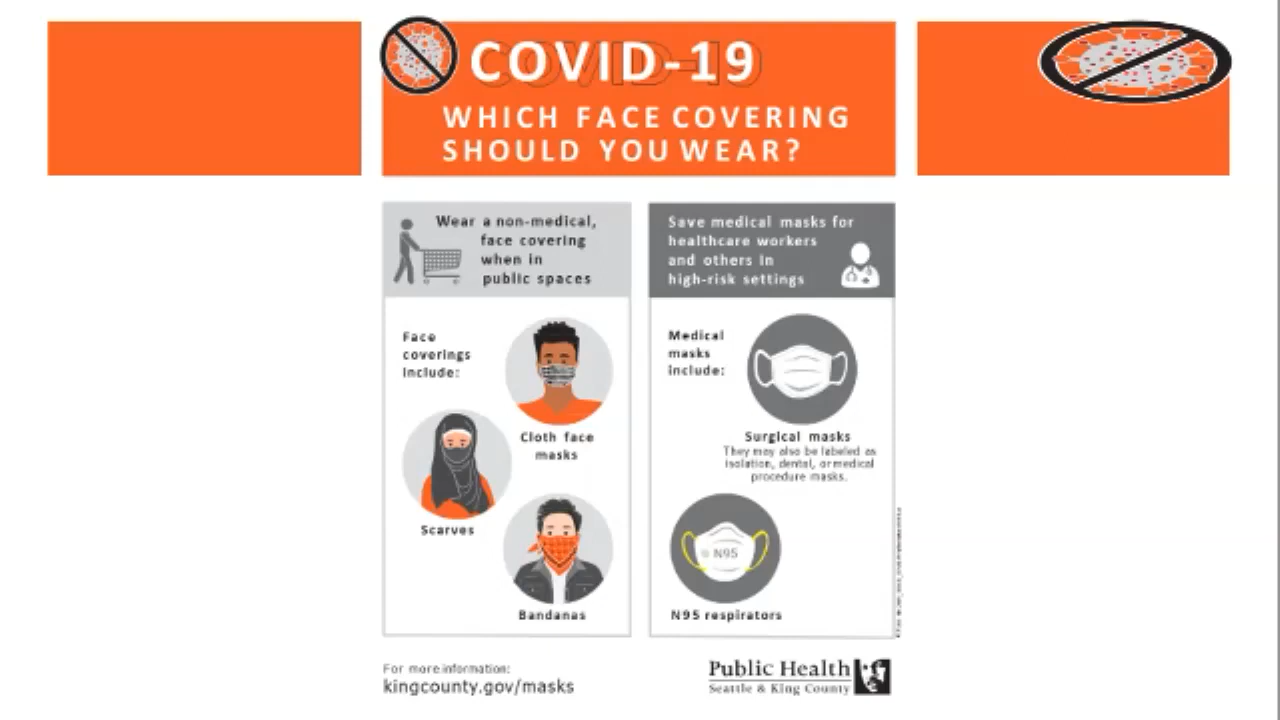 COVID-19
WHICH FACE COVERING
SHOULD YOU WEAR?
Wear a non-medical,
face covering
when in
public spaces
Face
coverings
include:
Cloth face
masks
Scarves
Bandanas
Save medical masks for
healthcare workers
and others in
high-risk settings
Medical
masks
include:
Surgical masks
They may also be labeled as
isolation, dental, or medical
procedure masks.
N95
N95 respirators
For more information:
kingcounty.gov/masks
Public Health
Seattle & King County